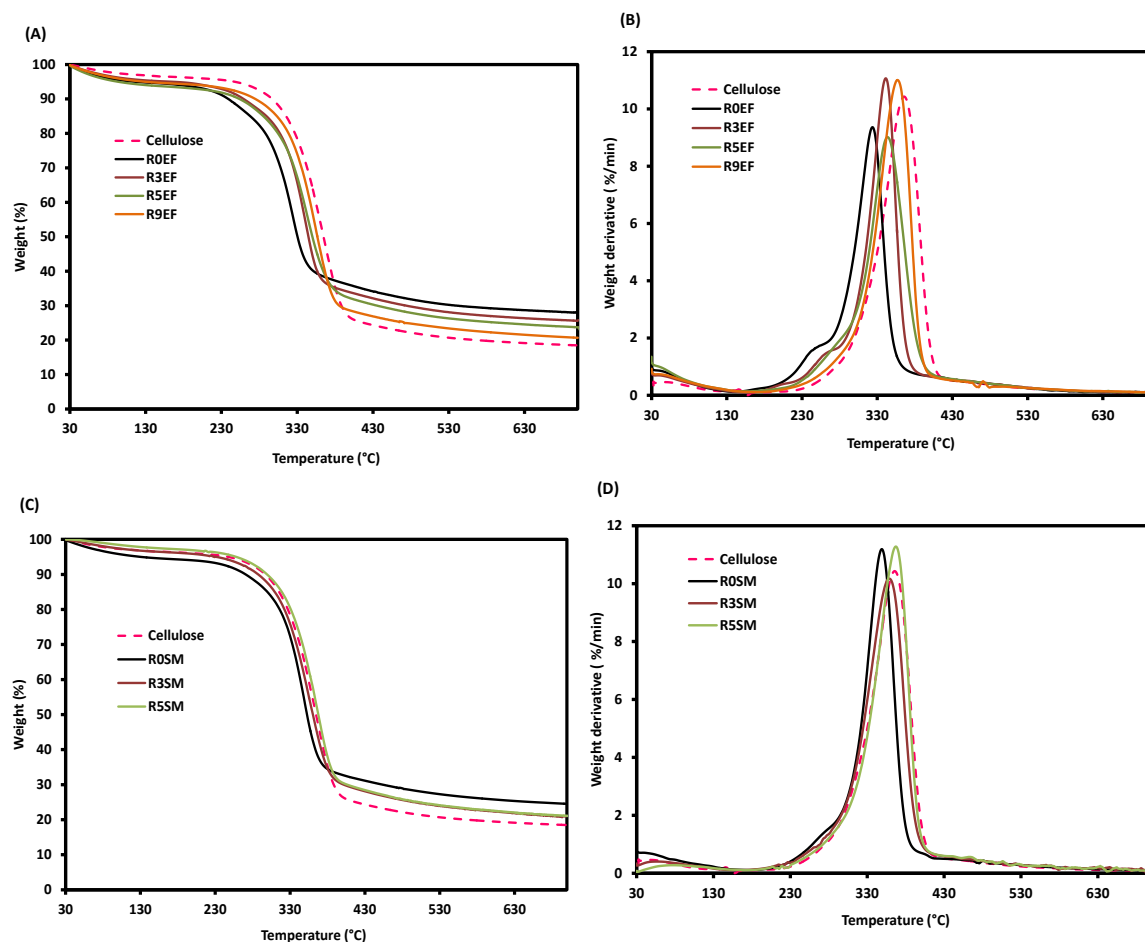 (A)
100
90
80
70
60
50
40
30
20
10
0
Weight (%)
Cellulose
R0EF
R3EF
R5EF
R9EF
30 130 230 330 430 530 630
Temperature (°C)
(B)
12
10
8
6
4
2
0
Weight derivative ( %/min)
Cellulose
R0EF
R3EF
R5EF
R9EF
30 130 230 330 430 530 630
Temperature (°C)
(C)
100
90
80
70
60
50
40
30
20
10
0
Weight (%)
Cellulose
R0SM
R3SM
R5SM
30 130 230 330 430 530 630
Temperature (°C)
(D)
12
10
8
6
4
2
0
Weight derivative ( %/min)
Cellulose
R0SM
R3SM
R5SM
30 130 230 330 430 530 630
Temperature (°C)